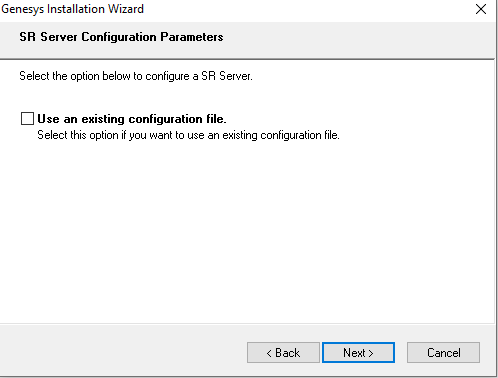 Genesys Installation Wizard
SR Server Configuration Parameters
Select the option below to configure a SR Server.
Use an existing configuration file.
Select this option if you want to use an existing configuration file.
< Back Next > Cancel